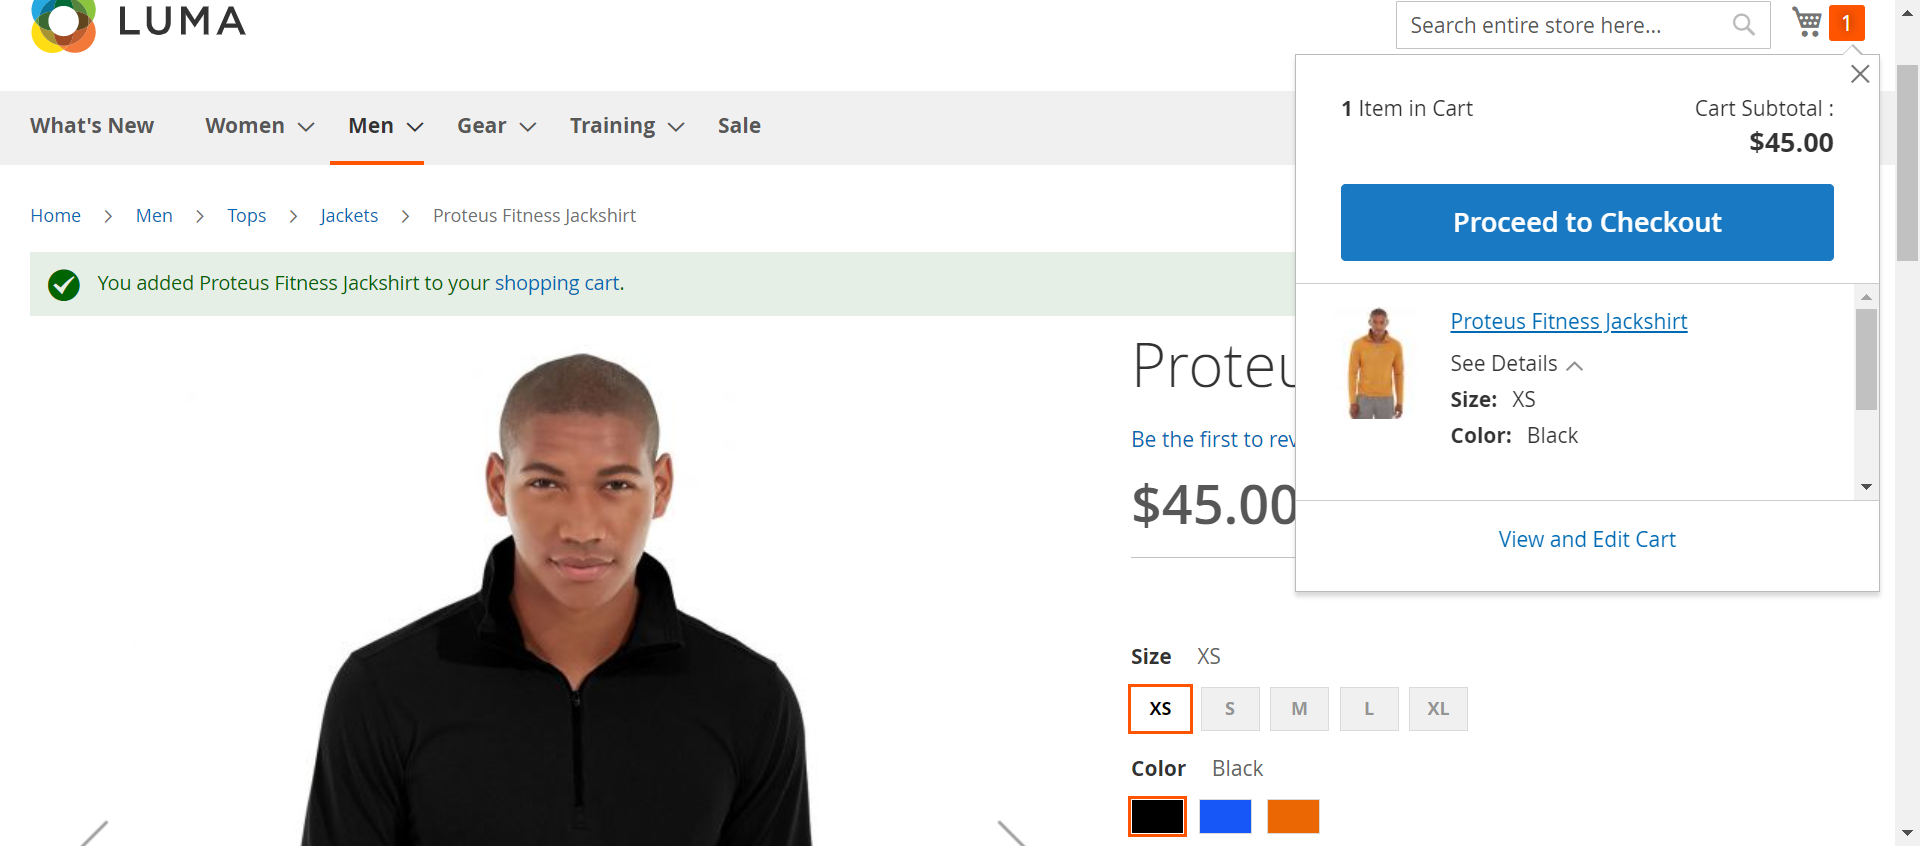 LUMA
Search entire store here...
1
What's New
Women
Men
Gear
Training
Sale
1 Item in Cart
Cart Subtotal :
$45.00
Proceed to Checkout
Home
Men
Tops
Jackets
Proteus Fitness Jackshirt
You added Proteus Fitness Jackshirt to your shopping cart.
Proteus Fitness Jackshirt
See Details
Size: XS
Color: Black
View and Edit Cart
Proteu
Be the first to rev
$45.00
Size XS
XS
S
M
L
XL
Color Black